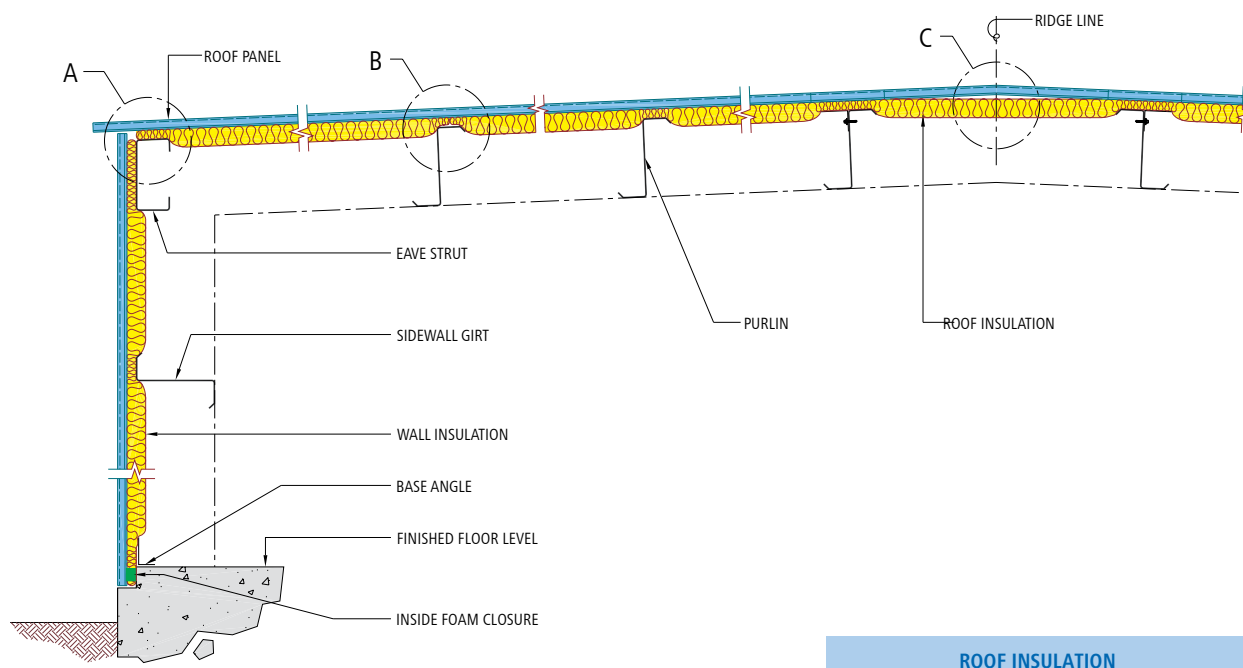 RIDGE LINE
C
B
ROOF PANEL
A
EAVE STRUT
PURLIN
ROOF INSULATION
SIDEWALL GIRT
WALL INSULATION
BASE ANGLE
FINISHED FLOOR LEVEL
INSIDE FOAM CLOSURE
ROOF INSULATION